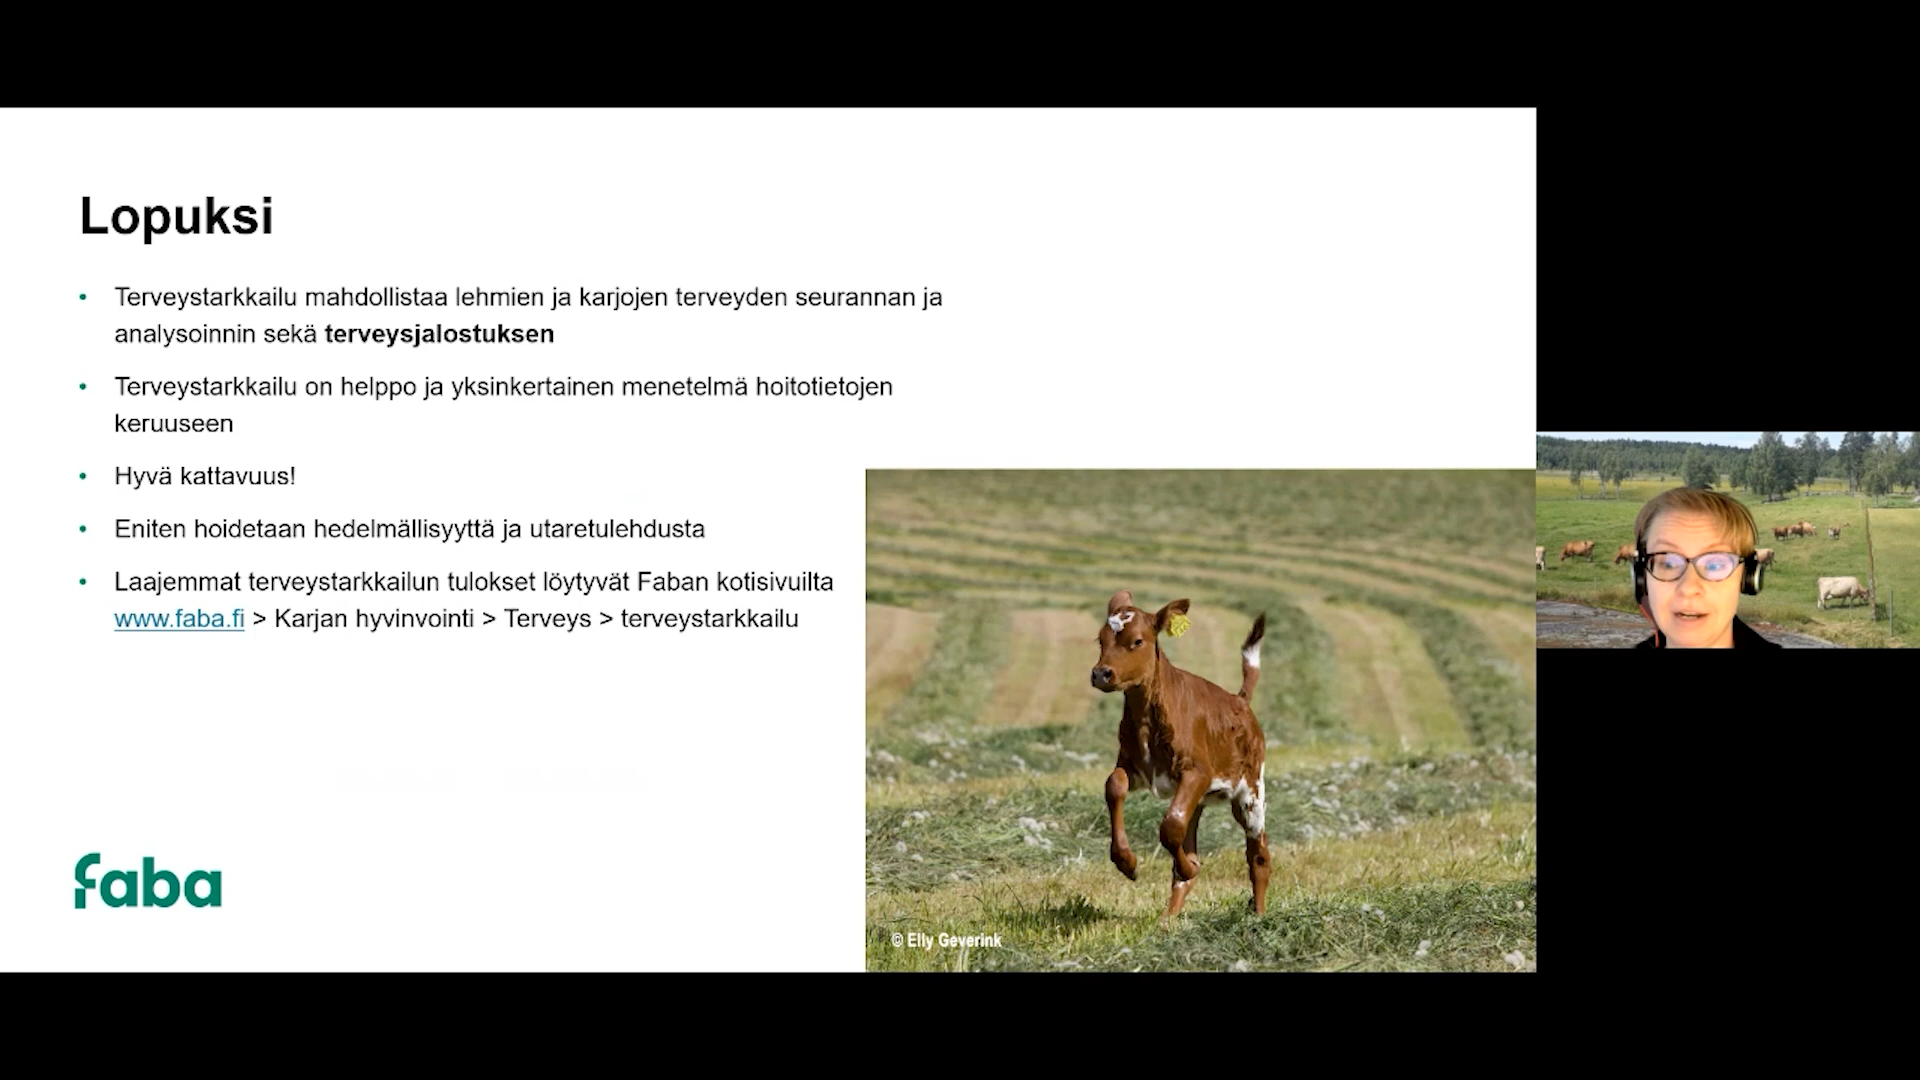 Lopuksi
• Terveystarkkailu mahdollistaa lehmien ja karjojen terveyden seurannan ja
analysoinnin sekä terveysjalostuksen
• Terveystarkkailu on helppo ja yksinkertainen menetelmä hoitotietojen
keruuseen
• Hyvä kattavuus!
• Eniten hoidetaan hedelmällisyyttä ja utaretulehdusta
• Laajemmat terveystarkkailun tulokset löytyvät Faban kotisivuilta
www.faba.fi > Karjan hyvinvointi > Terveys > terveystarkkailu
faba
© Elly Geverink